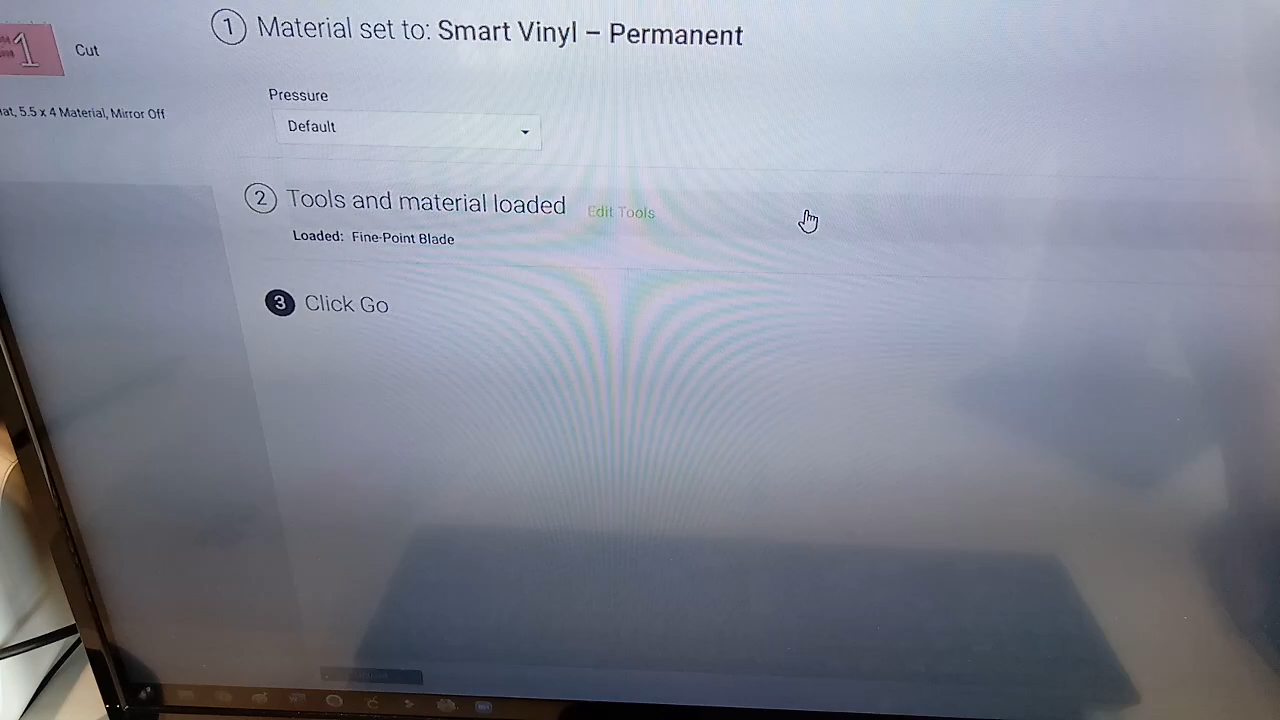 1 Material set to: Smart Vinyl – Permanent
1
Cut
Pressure
5.5 x 4 Material, Mirror Off
Default
2 Tools and material loaded Edit Tools
Loaded: Fine-Point Blade
3 Click Go